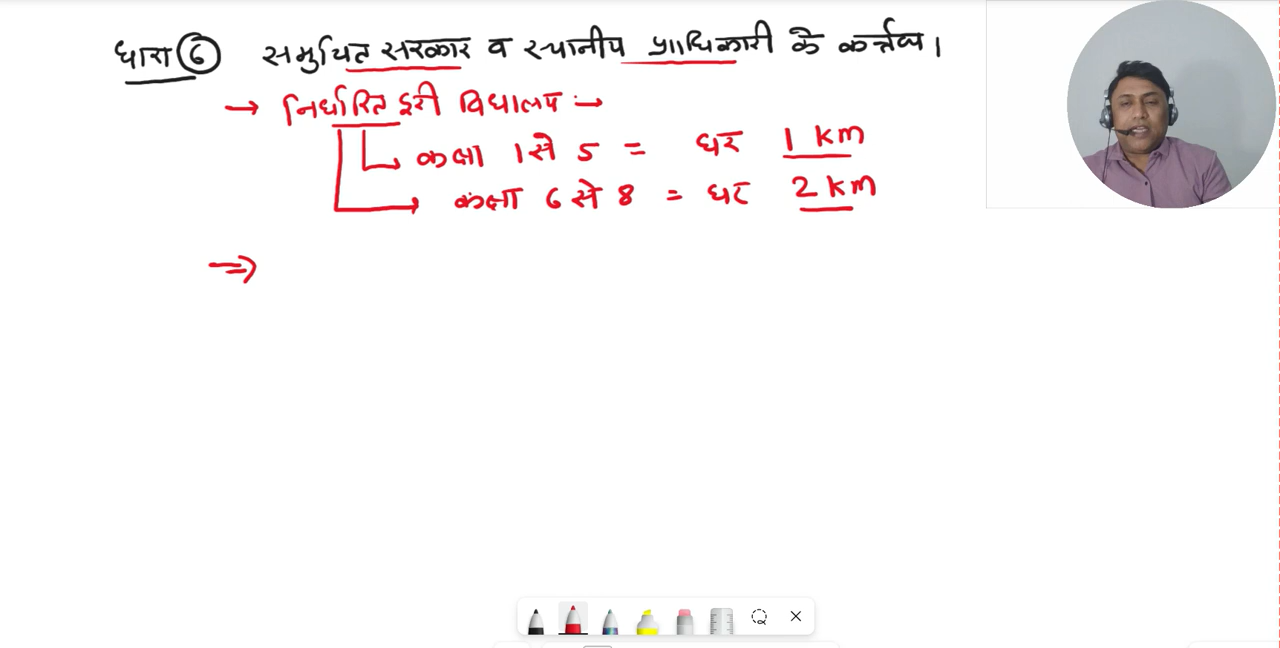 धारा 6 समुचित सरकार व स्थानीय प्राधिकारी के कर्त्तव्य।
→ निर्धारित दूरी विद्यालय :→
कक्षा 1 से 5 = घर 1 km
कक्षा 6 से 8 = घर 2 km
⇒